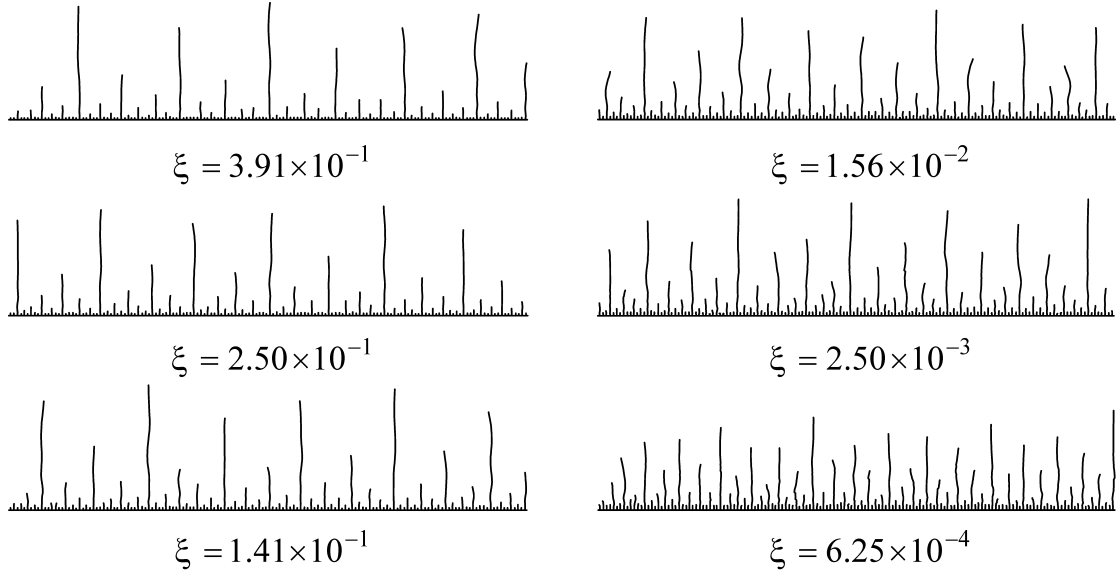 ξ = 3.91×10⁻¹
ξ = 1.56×10⁻²
ξ = 2.50×10⁻¹
ξ = 2.50×10⁻³
ξ = 1.41×10⁻¹
ξ = 6.25×10⁻⁴